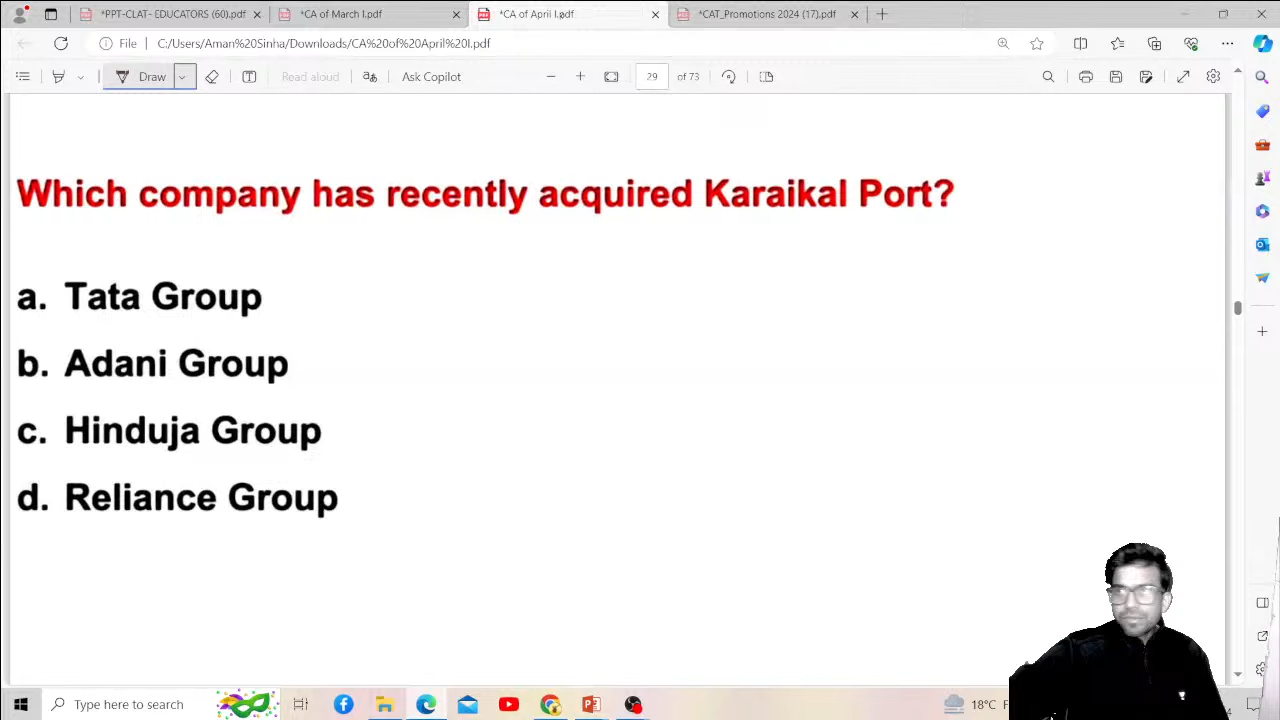 *PPT-CLAT- EDUCATORS (60).pdf
*CA of March I.pdf
*CA of April I.pdf
*CAT_Promotions 2024 (17).pdf
File
C:/Users/Aman%20Sinha/Downloads/CA%20of%20April%20I.pdf
Draw
Read aloud
Ask Copilot
29 of 73
Which company has recently acquired Karaikal Port?
a. Tata Group
b. Adani Group
c. Hinduja Group
d. Reliance Group
Type here to search
18°C